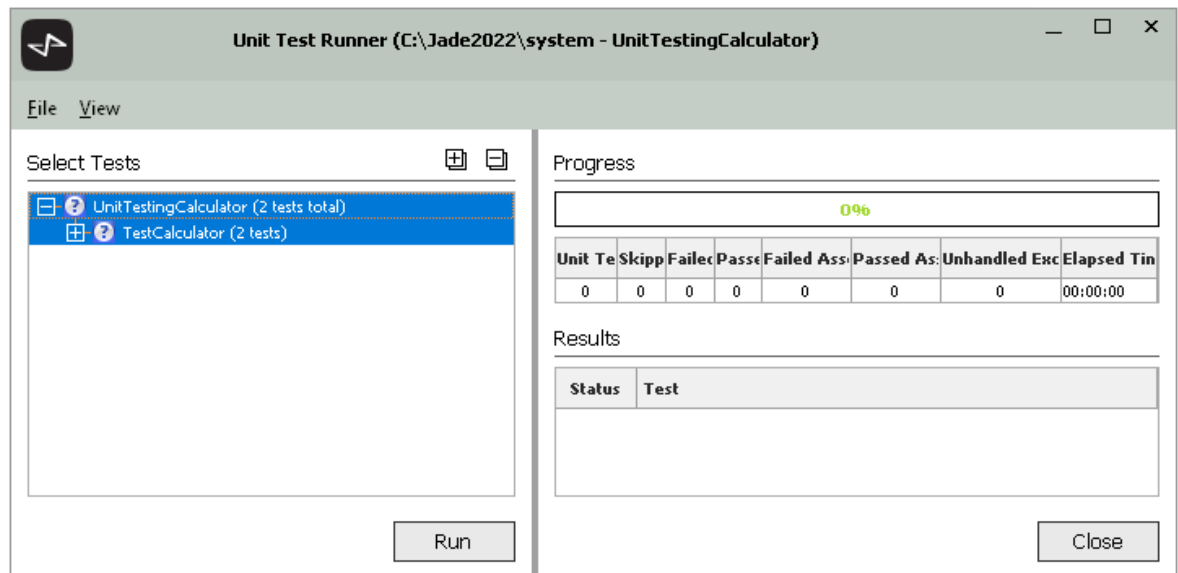 Unit Test Runner (C:\Jade2022\system - UnitTestingCalculator)
File View
Select Tests
UnitTestingCalculator (2 tests total)
TestCalculator (2 tests)
Run
Progress
0%
Unit Te Skipp Failed Passe Failed Ass Passed As Unhandled Exc Elapsed Tin
0 0 0 0 0 0 0 00:00:00
Results
Status Test
Close